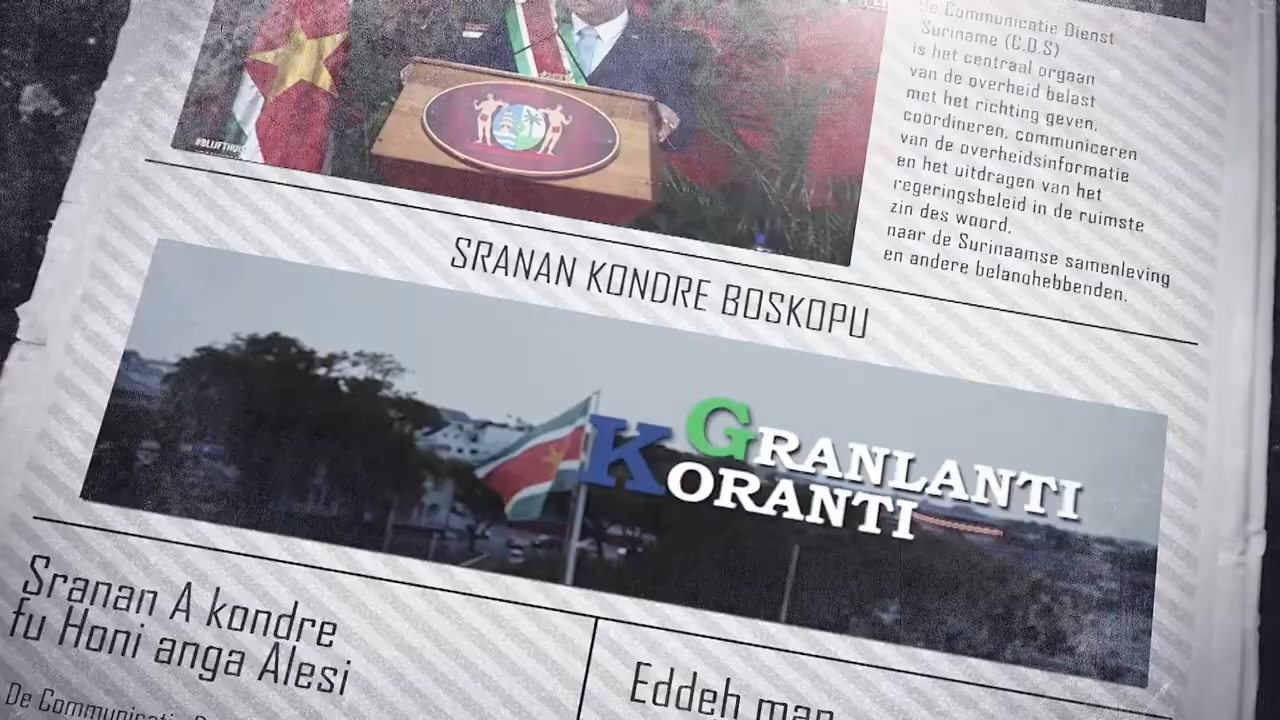 De Communicatie Dienst
Suriname (C.D.S)
is het centraal orgaan
van de overheid belast
met het richting geven,
coördineren, communiceren
van de overheidsinformatie
en het uitdragen van het
regeringsbeleid in de ruimste
zin des woord.
naar de Surinaamse samenleving
en andere belanghebbenden.
SRANAN KONDRE BOSKOPU
GRANLANTI
KORANTI
Sranan A kondre
fu Honi anga Alesi
Eddeh man
De Communicatie